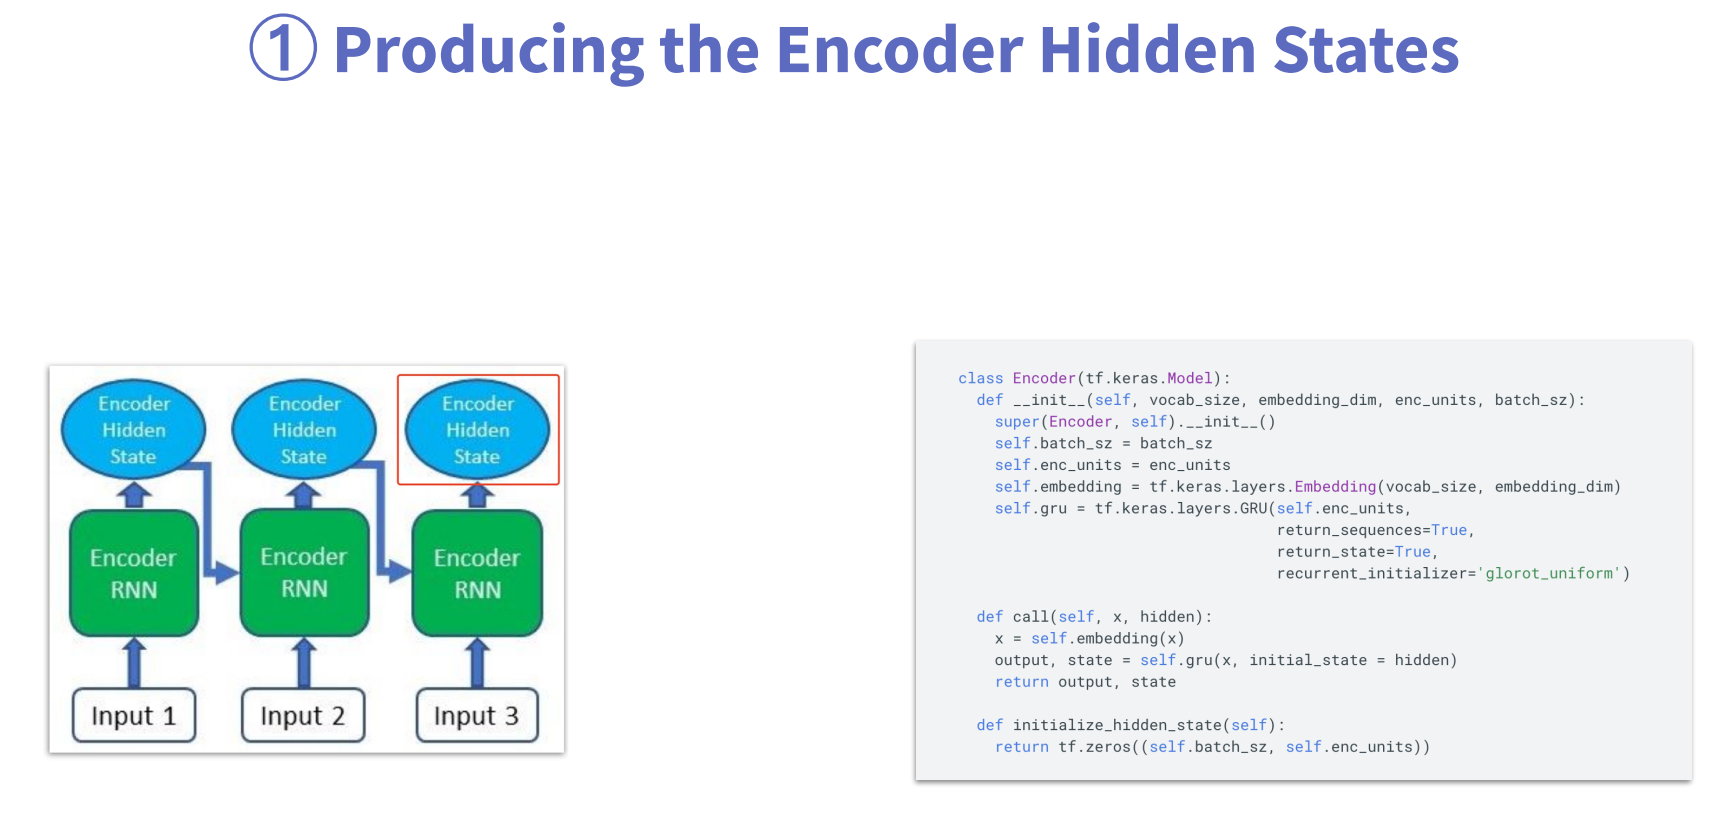 ① Producing the Encoder Hidden States
Encoder
Hidden
State
Encoder
Hidden
State
Encoder
Hidden
State
Encoder
RNN
Encoder
RNN
Encoder
RNN
Input 1
Input 2
Input 3
class Encoder(tf.keras.Model):
  def __init__(self, vocab_size, embedding_dim, enc_units, batch_sz):
    super(Encoder, self).__init__()
    self.batch_sz = batch_sz
    self.enc_units = enc_units
    self.embedding = tf.keras.layers.Embedding(vocab_size, embedding_dim)
    self.gru = tf.keras.layers.GRU(self.enc_units,
                                   return_sequences=True,
                                   return_state=True,
                                   recurrent_initializer='glorot_uniform')
  def call(self, x, hidden):
    x = self.embedding(x)
    output, state = self.gru(x, initial_state = hidden)
    return output, state
  def initialize_hidden_state(self):
    return tf.zeros((self.batch_sz, self.enc_units))